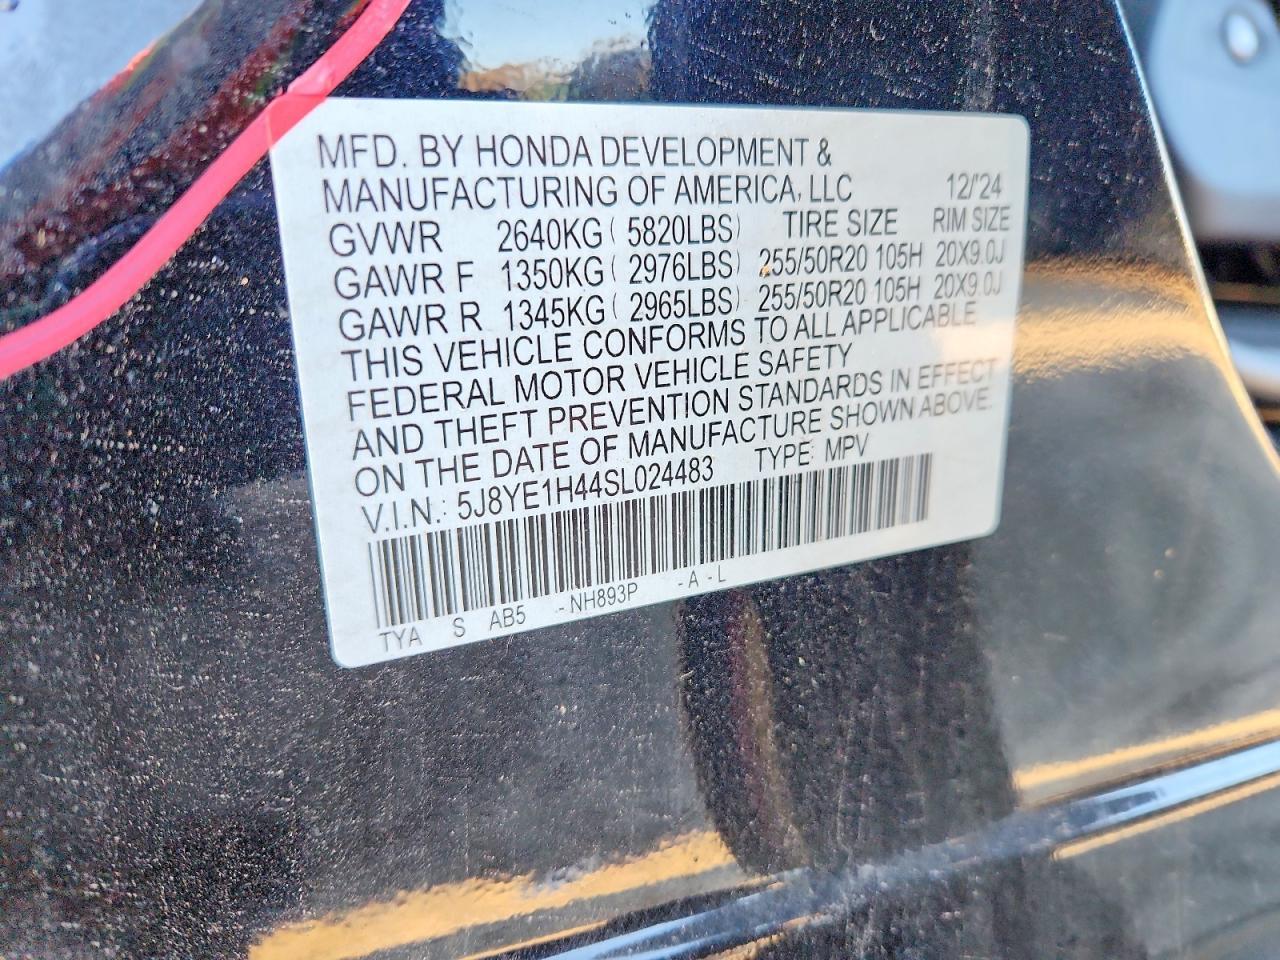 MFD. BY HONDA DEVELOPMENT &
MANUFACTURING OF AMERICA, LLC 12/'24
GVWR 2640KG ( 5820LBS) TIRE SIZE RIM SIZE
GAWR F 1350KG ( 2976LBS) 255/50R20 105H 20X9.0J
GAWR R 1345KG ( 2965LBS) 255/50R20 105H 20X9.0J
THIS VEHICLE CONFORMS TO ALL APPLICABLE
FEDERAL MOTOR VEHICLE SAFETY
AND THEFT PREVENTION STANDARDS IN EFFECT
ON THE DATE OF MANUFACTURE SHOWN ABOVE.
V.I.N.: 5J8YE1H44SL024483 TYPE: MPV
TYA S AB5 -NH893P -A -L